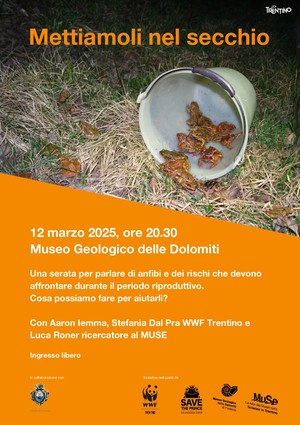 TRENTINO
Mettiamoli nel secchio
12 marzo 2025, ore 20.30
Museo Geologico delle Dolomiti
Una serata per parlare di anfibi e dei rischi che devono
affrontare durante il periodo riproduttivo.
Cosa possiamo fare per aiutarli?
Con Aaron Iemma, Stefania Dal Pra WWF Trentino e
Luca Roner ricercatore al MUSE
Ingresso libero
WWF
SAVE
THE PRINCE
MUSE